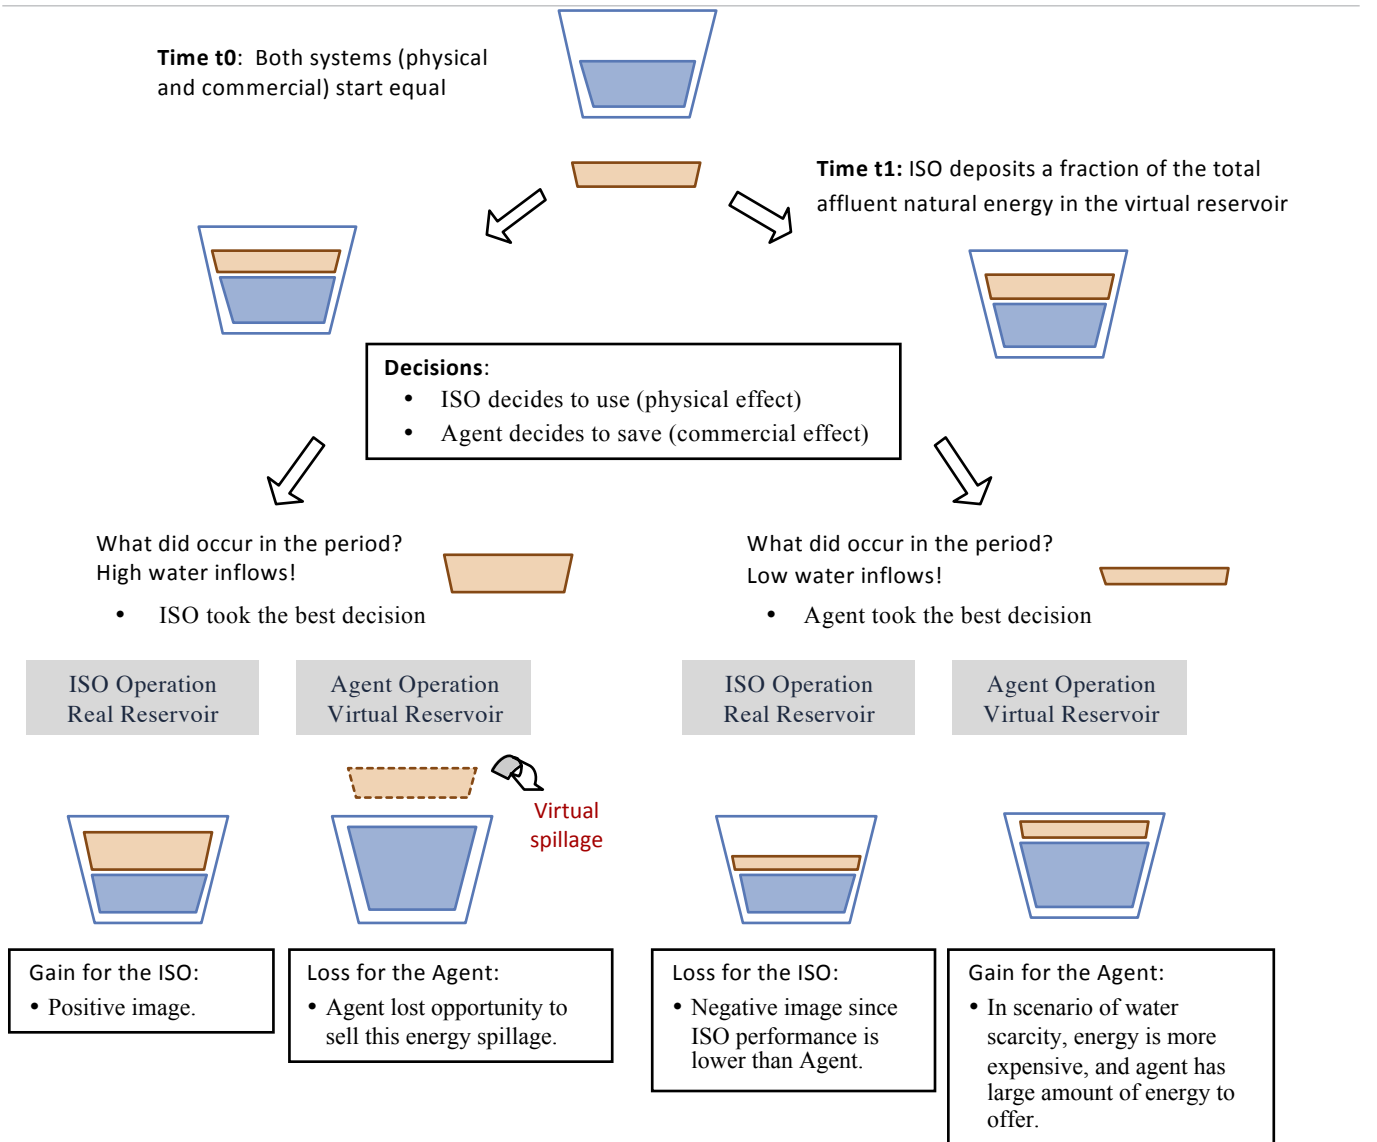 Time t0:  Both systems (physical
and commercial) start equal
Time t1: ISO deposits a fraction of the total
affluent natural energy in the virtual reservoir
Decisions:
• ISO decides to use (physical effect)
• Agent decides to save (commercial effect)
What did occur in the period?
High water inflows!
• ISO took the best decision
What did occur in the period?
Low water inflows!
• Agent took the best decision
ISO Operation
Real Reservoir
Agent Operation
Virtual Reservoir
ISO Operation
Real Reservoir
Agent Operation
Virtual Reservoir
Virtual
spillage
Gain for the ISO:
• Positive image.
Loss for the Agent:
• Agent lost opportunity to
sell this energy spillage.
Loss for the ISO:
• Negative image since
ISO performance is
lower than Agent.
Gain for the Agent:
• In scenario of water
scarcity, energy is more
expensive, and agent has
large amount of energy to
offer.